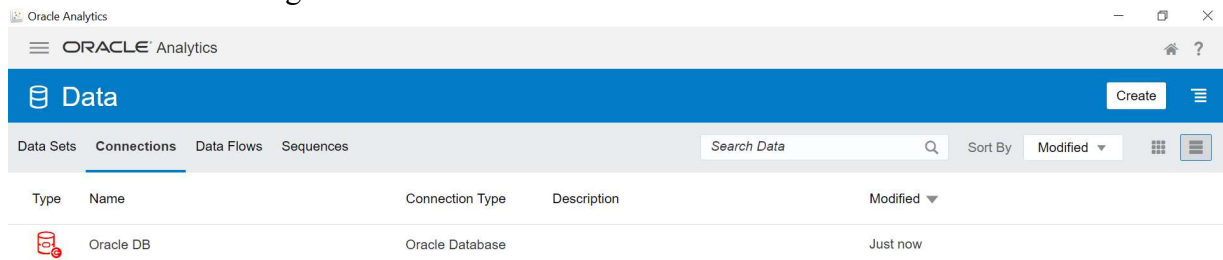 Oracle Analytics
ORACLE Analytics ?
Data Create
Data Sets Connections Data Flows Sequences Search Data Sort By Modified
Type Name Connection Type Description Modified
Oracle DB Oracle Database Just now